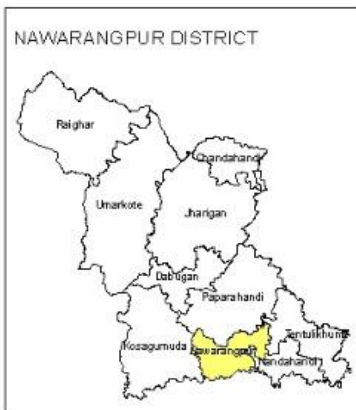 NAWARANGPUR DISTRICT
Raighar
Chandahandi
Umarkote
Jharigan
Dabugan
Paparahandi
Kosagumuda
Nawarangpur
Tentulikhunti
Nandahandi